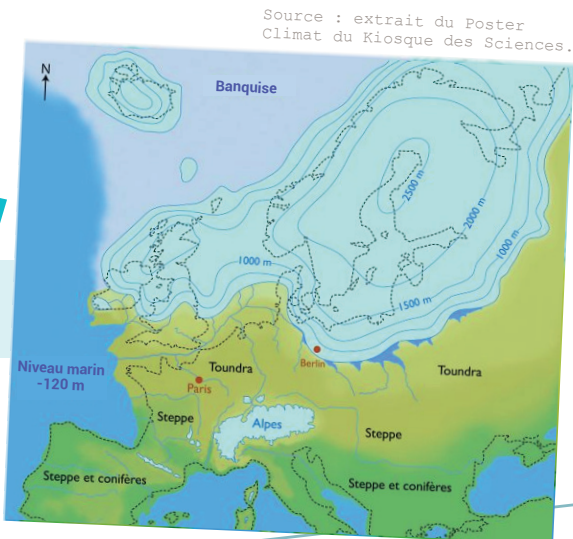 Source : extrait du Poster
Climat du Kiosque des Sciences.
N
Banquise
2500 m
2000 m
1000 m
1000 m
1500 m
Niveau marin
-120 m
Toundra
Berlin
Toundra
Paris
Steppe
Alpes
Steppe
Steppe et conifères
Steppe et conifères